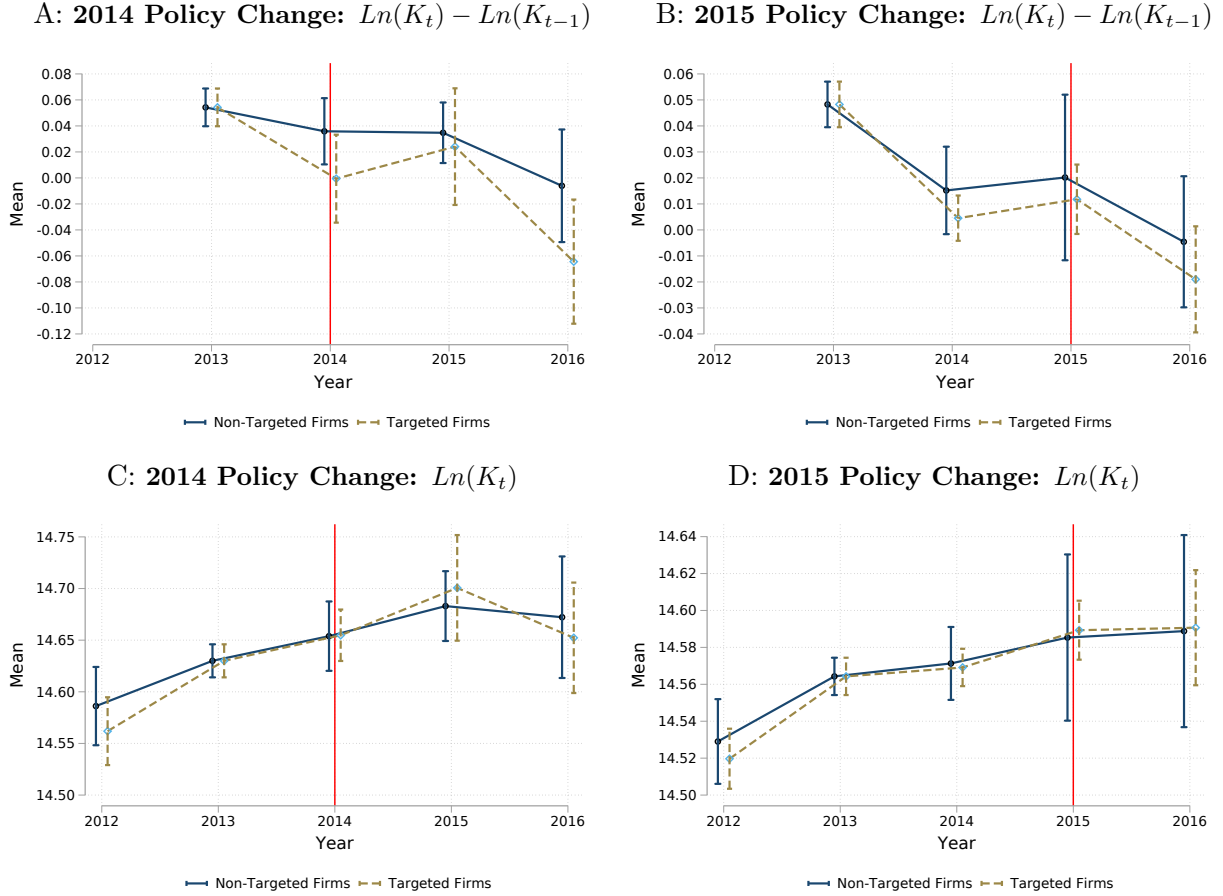 A: 2014 Policy Change: Ln(K_t) − Ln(K_{t−1})
0.08
0.06
0.04
0.02
0.00
-0.02
-0.04
-0.06
-0.08
-0.10
-0.12
Mean
2012 2013 2014 2015 2016
Year
Non-Targeted Firms Targeted Firms
B: 2015 Policy Change: Ln(K_t) − Ln(K_{t−1})
0.06
0.05
0.04
0.03
0.02
0.01
0.00
-0.01
-0.02
-0.03
-0.04
Mean
2012 2013 2014 2015 2016
Year
Non-Targeted Firms Targeted Firms
C: 2014 Policy Change: Ln(K_t)
14.75
14.70
14.65
14.60
14.55
14.50
Mean
2012 2013 2014 2015 2016
Year
Non-Targeted Firms Targeted Firms
D: 2015 Policy Change: Ln(K_t)
14.64
14.62
14.60
14.58
14.56
14.54
14.52
14.50
Mean
2012 2013 2014 2015 2016
Year
Non-Targeted Firms Targeted Firms